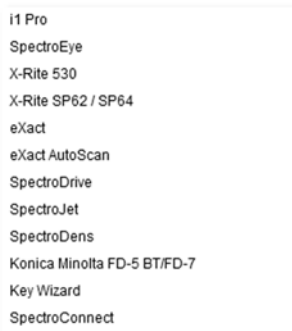 i1 Pro
SpectroEye
X-Rite 530
X-Rite SP62 / SP64
eXact
eXact AutoScan
SpectroDrive
SpectroJet
SpectroDens
Konica Minolta FD-5 BT/FD-7
Key Wizard
SpectroConnect